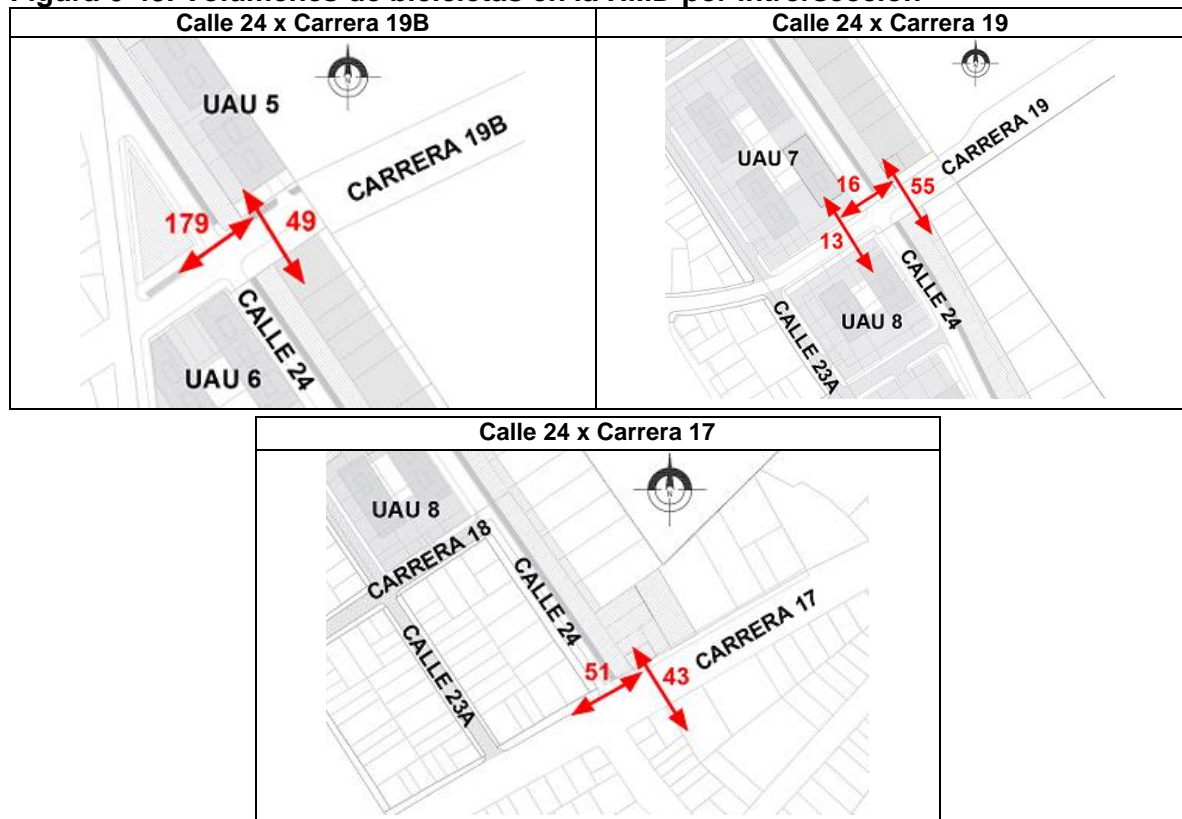 Calle 24 x Carrera 19B
Calle 24 x Carrera 19
UAU 5
N
CARRERA 19B
179
49
CALLE 24
UAU 6
N
CARRERA 19
UAU 7
16
55
13
CALLE 24
UAU 8
CALLE 23A
Calle 24 x Carrera 17
N
UAU 8
CARRERA 18
CALLE 24
CARRERA 17
CALLE 23A
51
43